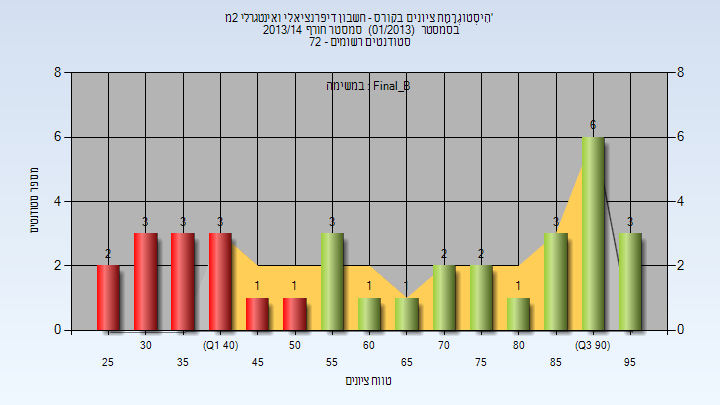 הִיסְטוֹגְרָמַת ציונים בקורס - חשבון דיפרנציאלי ואינטגרלי 2מ'
בסמסטר (01/2013) סמסטר חורף 2013/14
סטודנטים רשומים - 72
במשימה : Final_B
מספר סטודנטים
8 8
6 6
4 4
2 2
0 0
2 3 3 3 1 1 3 1 1 2 2 1 3 6 3
30 (Q1 40) 50 60 70 80 (Q3 90)
25 35 45 55 65 75 85 95
טווח ציונים